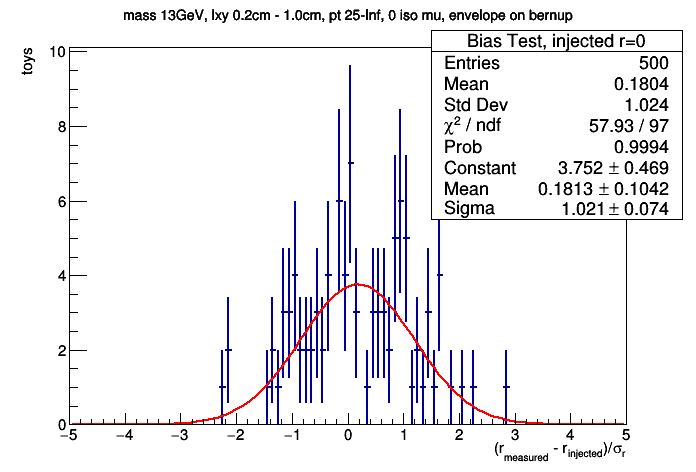 mass 13GeV, lxy 0.2cm - 1.0cm, pt 25-Inf, 0 iso mu, envelope on bernup
Bias Test, injected r=0
Entries 500
Mean 0.1804
Std Dev 1.024
χ² / ndf 57.93 / 97
Prob 0.9994
Constant 3.752 ± 0.469
Mean 0.1813 ± 0.1042
Sigma 1.021 ± 0.074
toys
10
8
6
4
2
0
−5 −4 −3 −2 −1 0 1 2 3 4 5
(r_measured - r_injected)/σ_r